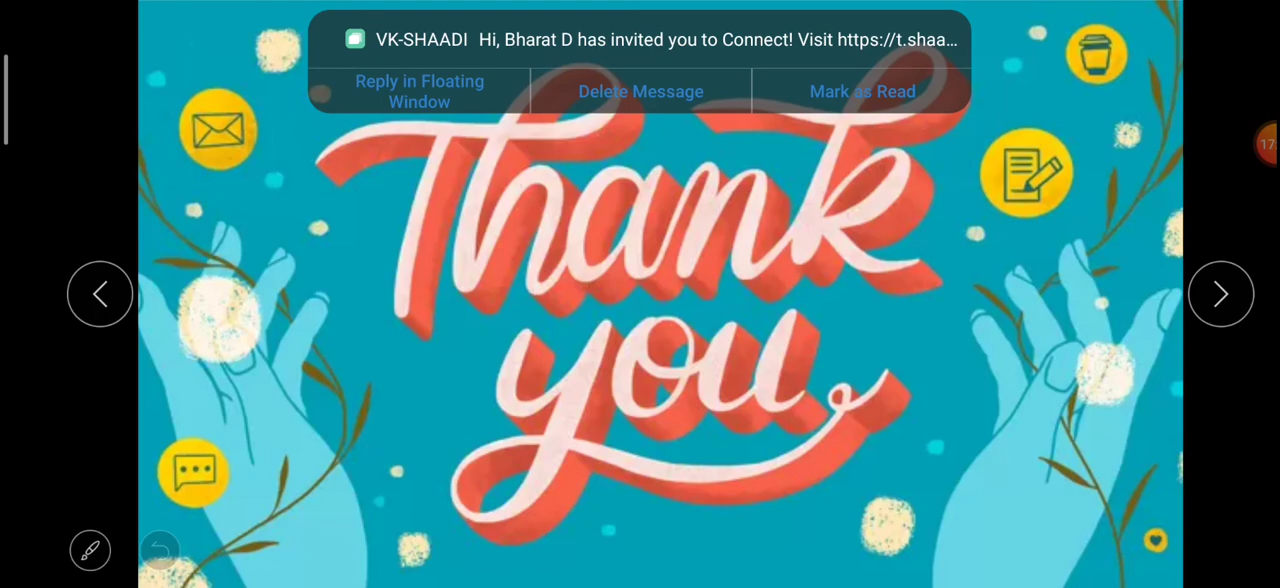 VK-SHAADI Hi, Bharat D has invited you to Connect! Visit https://t.shaa…
Reply in Floating
Window
Delete Message
Mark as Read
Thank
you
17